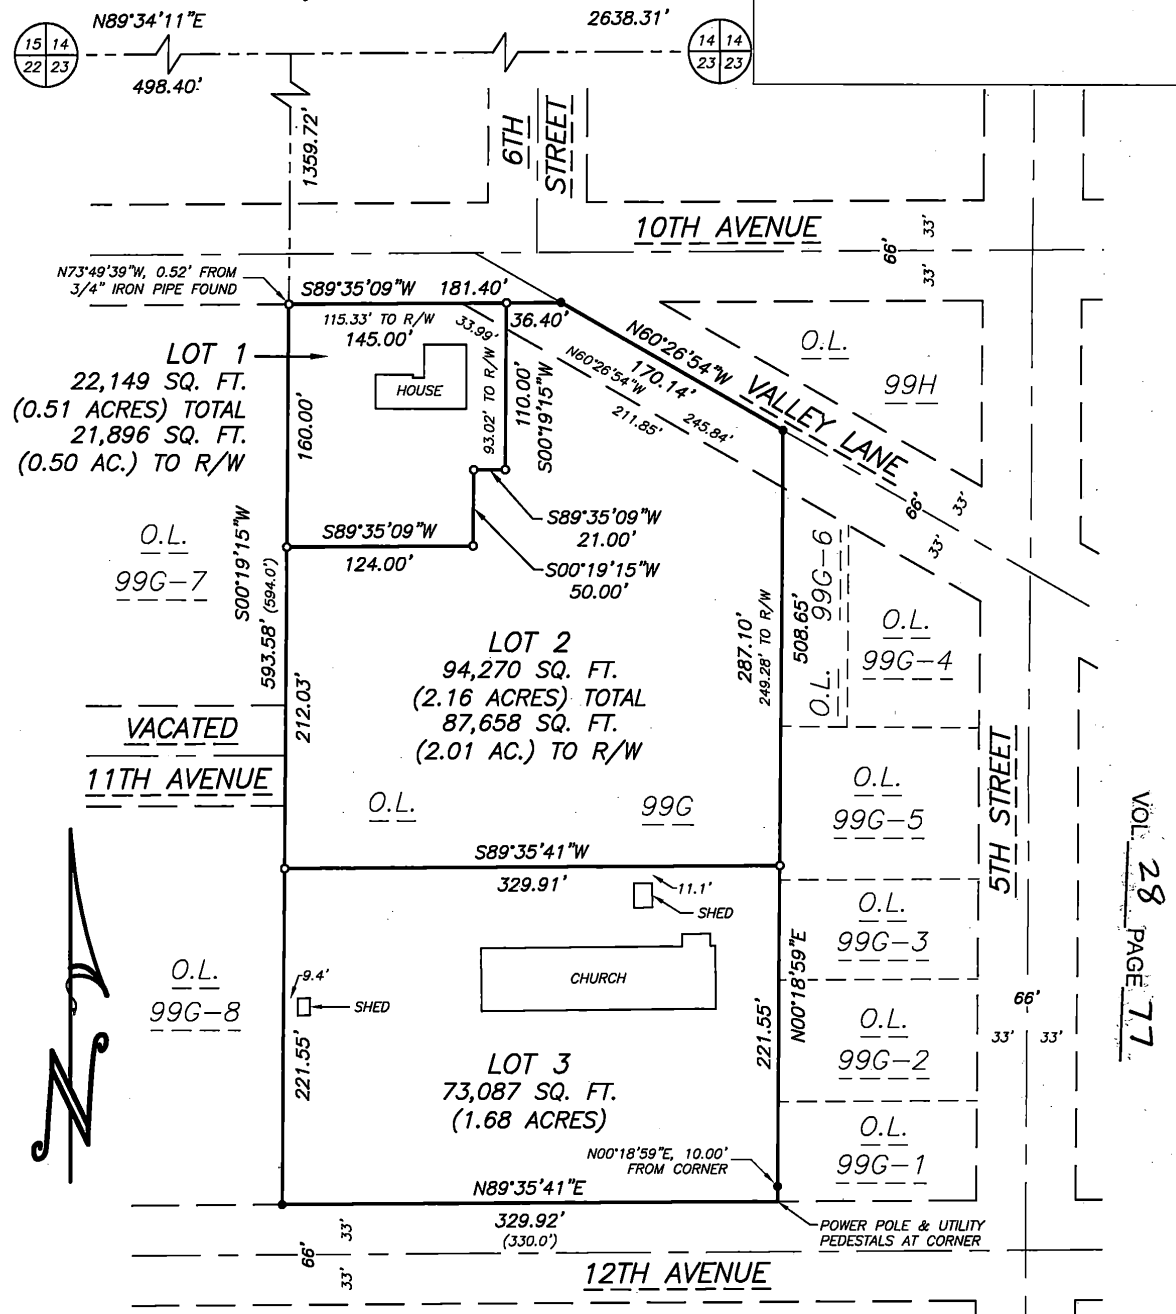 N89°34'11"E
2638.31'
15 14
22 23
14 14
23 23
498.40'
1359.72'
6TH
STREET
10TH AVENUE
33'
66'
33'
N73°49'39"W, 0.52' FROM
3/4" IRON PIPE FOUND
S89°35'09"W 181.40'
115.33' TO R/W
145.00'
33.99'
36.40'
N60°26'54"W
170.14'
N60°26'54"W
211.85'
245.84'
VALLEY LANE
66'
33'
33'
O.L.
99H
LOT 1
22,149 SQ. FT.
(0.51 ACRES) TOTAL
21,896 SQ. FT.
(0.50 AC.) TO R/W
HOUSE
160.00'
93.02' TO R/W
110.00'
S00°19'15"W
S89°35'09"W
21.00'
S89°35'09"W
124.00'
S00°19'15"W
50.00'
O.L.
99G-7
S00°19'15"W
593.58' (594.0')
212.03'
LOT 2
94,270 SQ. FT.
(2.16 ACRES) TOTAL
87,658 SQ. FT.
(2.01 AC.) TO R/W
287.10'
249.28' TO R/W
508.65'
O.L. 99G-6
O.L.
99G-4
VACATED
11TH AVENUE
O.L. 99G
O.L.
99G-5
5TH STREET
VOL. 28 PAGE 77
S89°35'41"W
329.91'
11.1'
SHED
CHURCH
O.L.
99G-3
N00°18'59"E
221.55'
O.L.
99G-8
9.4'
SHED
221.55'
66'
33' 33'
O.L.
99G-2
LOT 3
73,087 SQ. FT.
(1.68 ACRES)
O.L.
99G-1
N00°18'59"E, 10.00'
FROM CORNER
N89°35'41"E
329.92'
(330.0')
POWER POLE & UTILITY
PEDESTALS AT CORNER
33'
66'
33'
12TH AVENUE
N